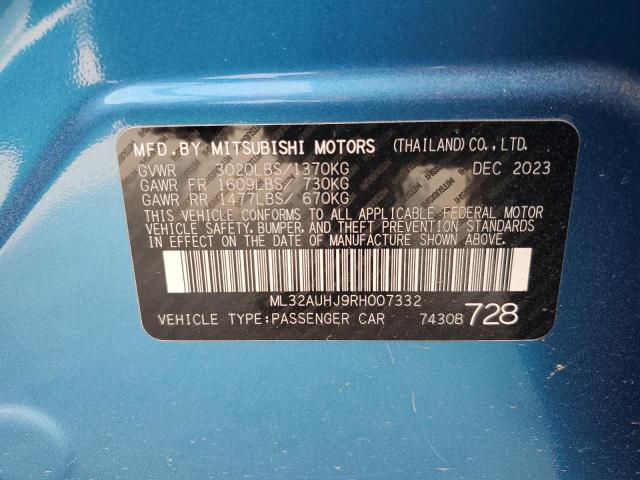 MFD.BY MITSUBISHI MOTORS (THAILAND) CO.,LTD.
GVWR 3020LBS/1370KG DEC 2023
GAWR FR 1609LBS/ 730KG
GAWR RR 1477LBS/ 670KG
THIS VEHICLE CONFORMS TO ALL APPLICABLE FEDERAL MOTOR
VEHICLE SAFETY, BUMPER, AND THEFT PREVENTION STANDARDS
IN EFFECT ON THE DATE OF MANUFACTURE SHOWN ABOVE.
ML32AUHJ9RH007332
VEHICLE TYPE:PASSENGER CAR 7430B 728